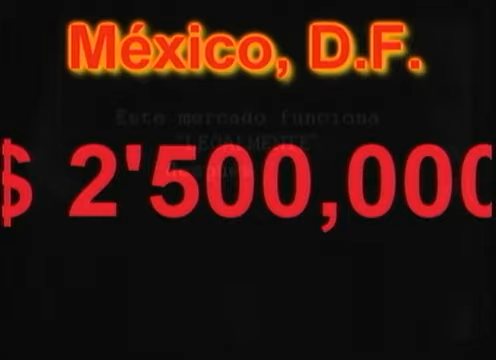 México, D.F.
Este mercado funciona
"LEGALMENTE"
$ 2'500,000